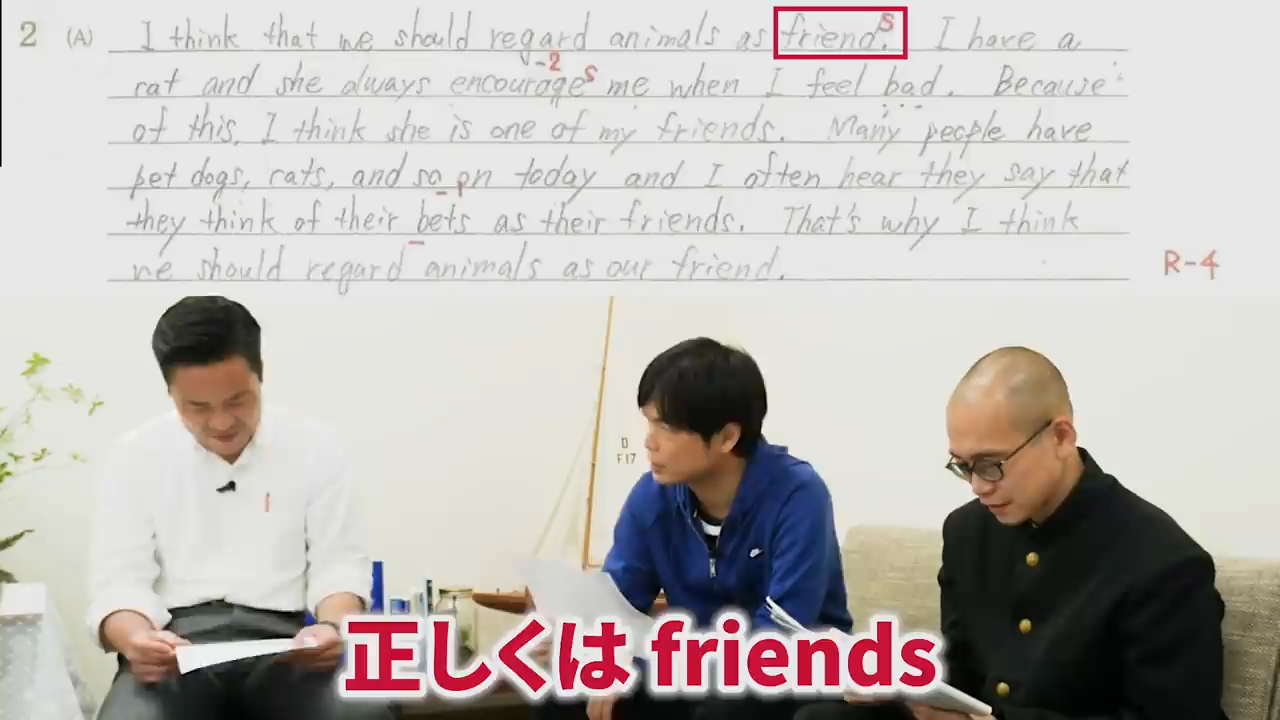 2 (A) I think that we should regard animals as friend.s I have a
-2 s
cat and she always encourage me when I feel bad. Because
of this, I think she is one of my friends. Many people have
pet dogs, cats, and so on today and I often hear they say that
they think of their bets as their friends. That's why I think
we should regard animals as our friend.
R-4
D
F17
正しくは friends